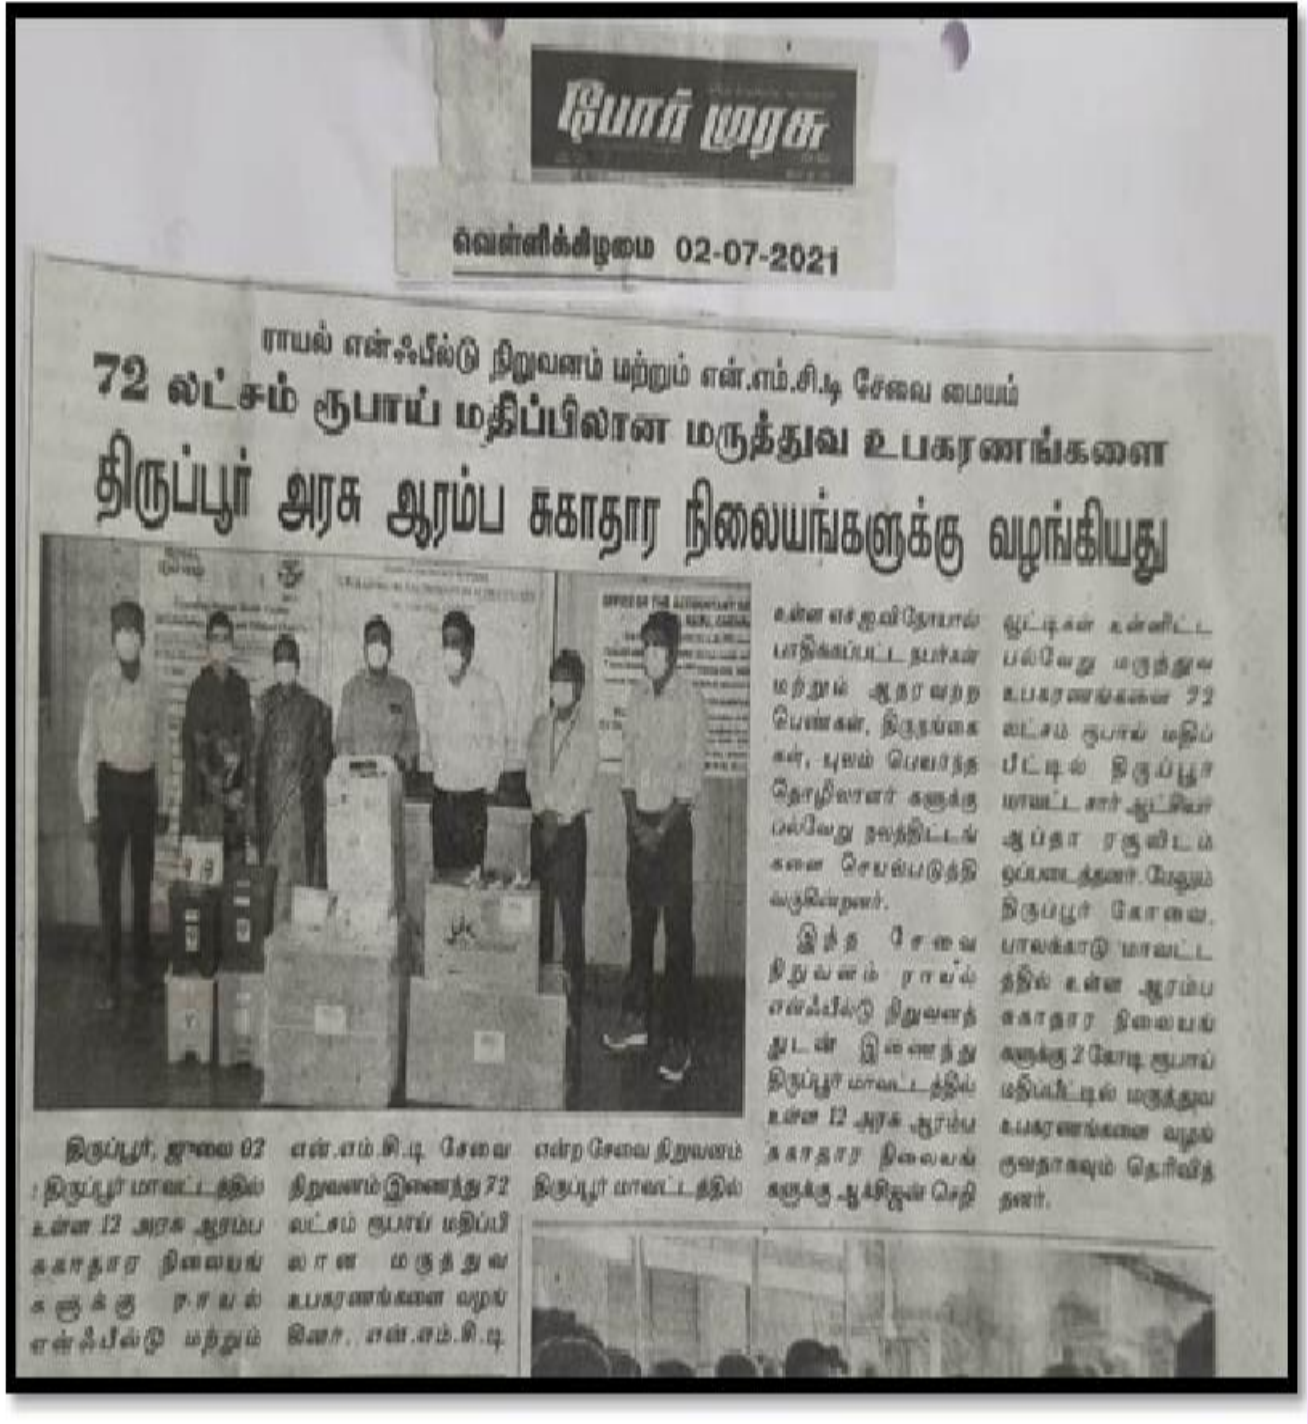 போர் முரசு
வெள்ளிக்கிழமை 02-07-2021
ராயல் என்ஃபீல்டு நிறுவனம் மற்றும் என்.எம்.சி.டி சேவை மையம்
72 லட்சம் ரூபாய் மதிப்பிலான மருத்துவ உபகரணங்களை
திருப்பூர் அரசு ஆரம்ப சுகாதார நிலையங்களுக்கு வழங்கியது
OFFICE OF THE ACCOUNTANT
திருப்பூர், ஜுலை 02
திருப்பூர் மாவட்டத்தில்
உள்ள 12 அரசு ஆரம்ப
சுகாதார நிலையங்
களுக்கு ராயல்
என்ஃபீல்டு மற்றும்
என்.எம்.சி.டி சேவை
நிறுவனம் இணைந்து 72
லட்சம் ரூபாய் மதிப்பி
லான மருத்துவ
உபகரணங்களை வழங்
கினர். என்.எம்.சி.டி
என்ற சேவை நிறுவனம்
திருப்பூர் மாவட்டத்தில்
உள்ள எச்ஐவிநோயால்
பாதிக்கப்பட்ட நபர்கள்
மற்றும் ஆதரவற்ற
பெண்கள், திருநங்கை
கள், புலம் பெயர்ந்த
தொழிலாளர் களுக்கு
பல்வேறு நலத்திட்டங்
களை செயல்படுத்தி
வருகின்றனர்.
இந்த சேவை
நிறுவனம் ராயல்
என்ஃபீல்டு நிறுவனத்
துடன் இணைந்து
திருப்பூர் மாவட்டத்தில்
உள்ள 12 அரசு ஆரம்ப
சுகாதார நிலையங்
களுக்கு ஆக்சிஜன் செறி
வூட்டிகள் உள்ளிட்ட
பல்வேறு மருத்துவ
உபகரணங்களை 72
லட்சம் ரூபாய் மதிப்
பீட்டில் திருப்பூர்
மாவட்ட சார் ஆட்சியர்
ஒப்படைத்தனர். மேலும்
திருப்பூர் கோவை,
பாலக்காடு மாவட்ட
த்தில் உள்ள ஆரம்ப
சுகாதார நிலையங்
களுக்கு 2 கோடி ரூபாய்
மதிப்பீட்டில் மருத்துவ
உபகரணங்களை வழங்
குவதாகவும் தெரிவித்
தனர்.